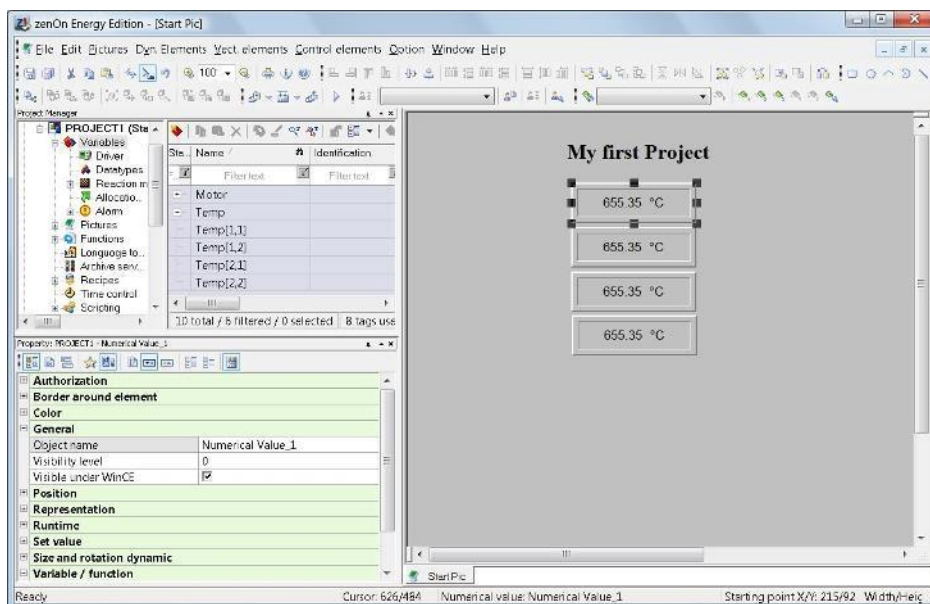 zenOn Energy Edition - [Start Pic]
File Edit Pictures Dyn. Elements Vect. elements Control elements Option Window Help
100
Project Manager
PROJECT1 (Sta
Variables
Driver
Datatypes
Reaction m
Allocatio..
Alarm
Pictures
Functions
Language to..
Archive serv..
Recipes
Time control
Scripting
Sta.. Name Identification
Filter text Filter text
Motor
Temp
Temp[1,1]
Temp[1,2]
Temp[2,1]
Temp[2,2]
10 total / 6 filtered / 0 selected 8 tags use
My first Project
655.35 °C
655.35 °C
655.35 °C
655.35 °C
Property: PROJECT1 - Numerical Value_1
Authorization
Border around element
Color
General
Object name Numerical Value_1
Visibility level 0
Visible under WinCE
Position
Representation
Runtime
Set value
Size and rotation dynamic
Variable / function
Start Pic
Ready Cursor: 626/484 Numerical value: Numerical Value_1 Starting point X/Y: 215/92 Width/Heig